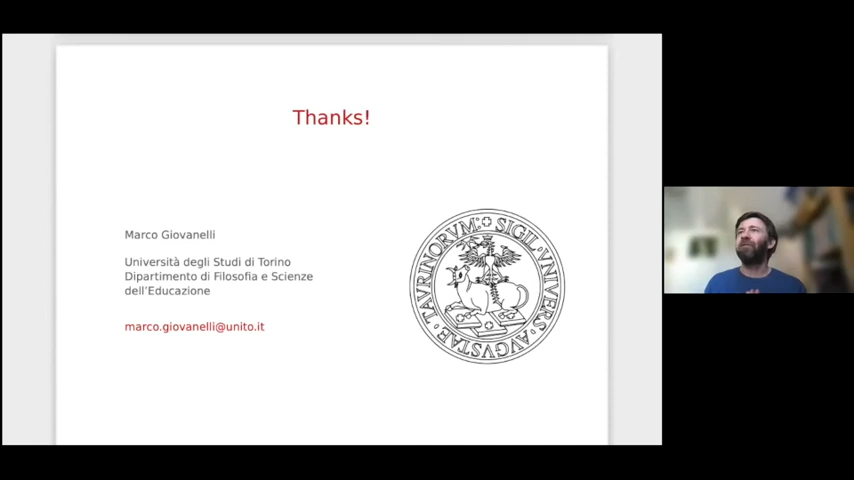 Thanks!
Marco Giovanelli
Università degli Studi di Torino
Dipartimento di Filosofia e Scienze
dell'Educazione
marco.giovanelli@unito.it
SIGIL·VNIVERS·AVGVSTAE·TAVRINORVM·